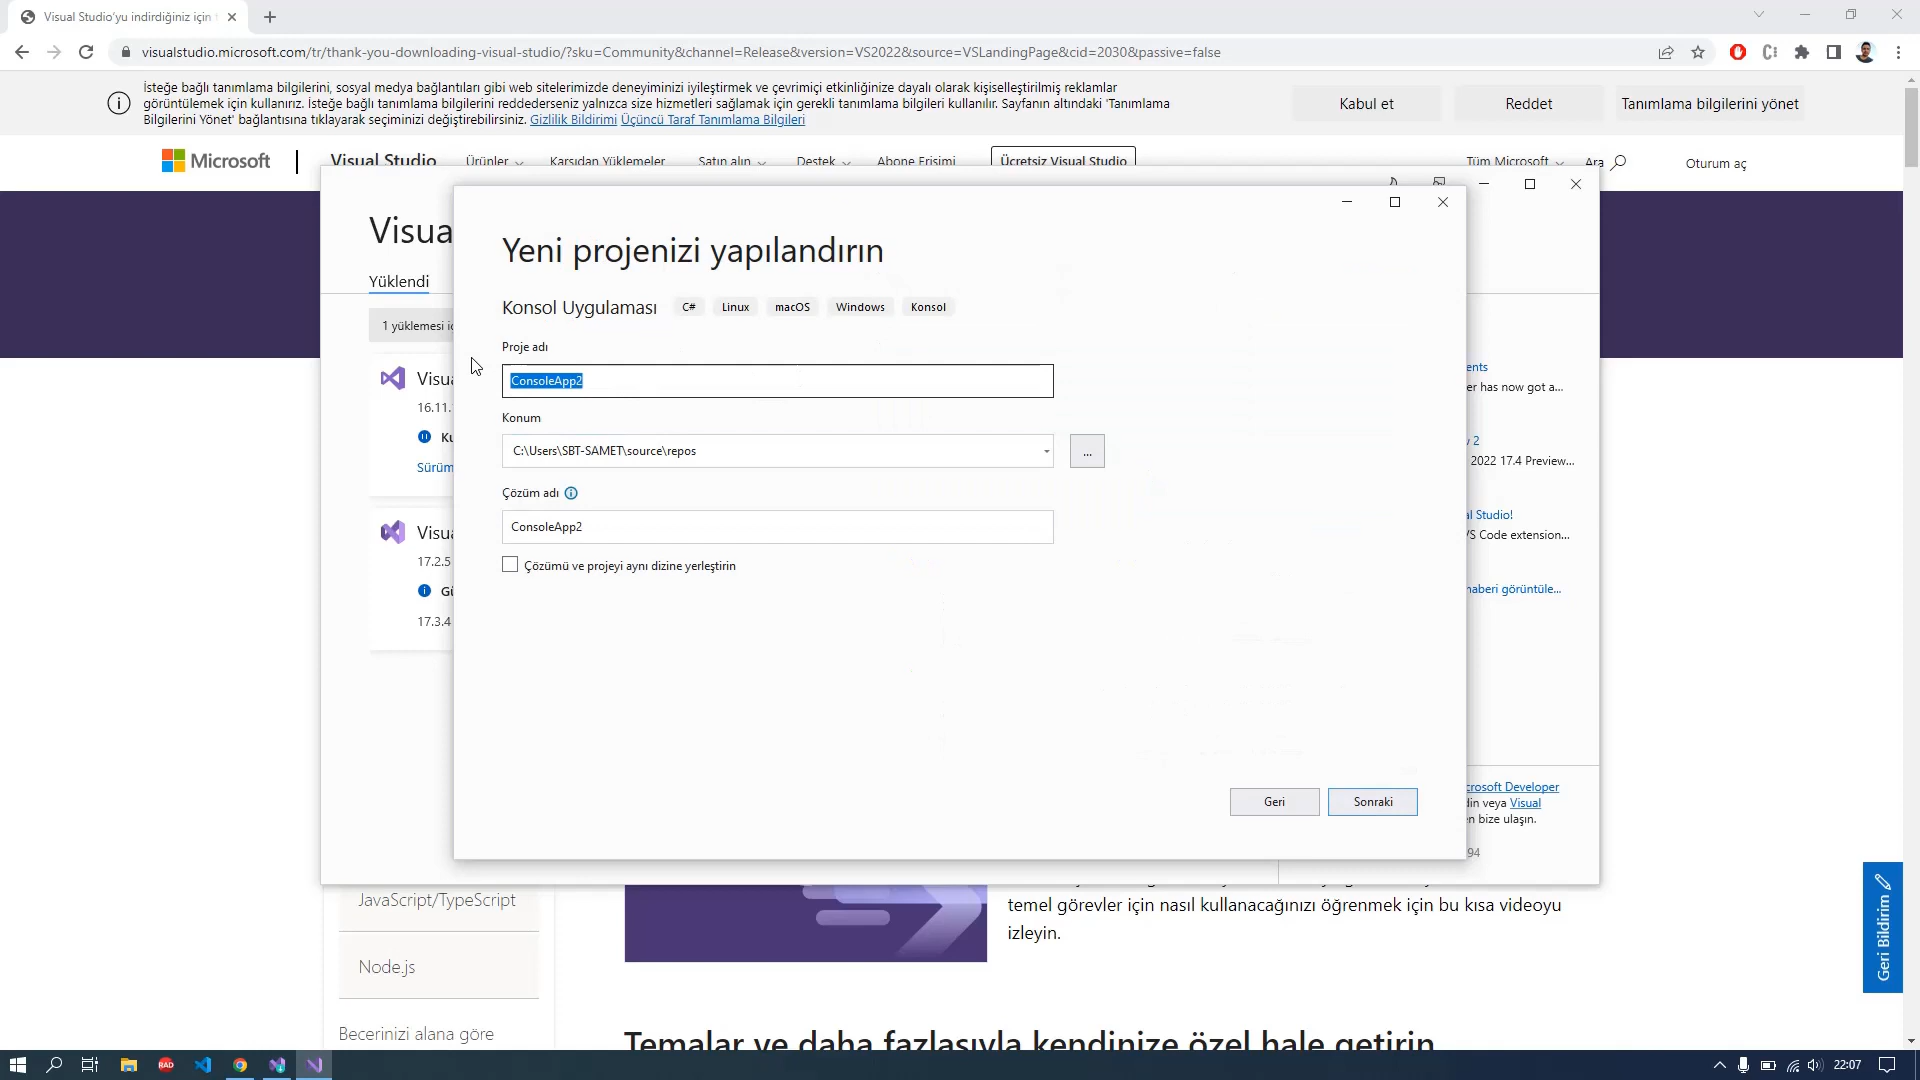 Visual Studio'yu indirdiğiniz için
visualstudio.microsoft.com/tr/thank-you-downloading-visual-studio/?sku=Community&channel=Release&version=VS2022&source=VSLandingPage&cid=2030&passive=false
İsteğe bağlı tanımlama bilgilerini, sosyal medya bağlantıları gibi web sitelerimizde deneyiminizi iyileştirmek ve çevrimiçi etkinliğinize dayalı olarak kişiselleştirilmiş reklamlar
görüntülemek için kullanırız. İsteğe bağlı tanımlama bilgilerini reddederseniz yalnızca size hizmetleri sağlamak için gerekli tanımlama bilgileri kullanılır. Sayfanın altındaki 'Tanımlama
Bilgilerini Yönet' bağlantısına tıklayarak seçiminizi değiştirebilirsiniz. Gizlilik Bildirimi Üçüncü Taraf Tanımlama Bilgileri
Kabul et
Reddet
Tanımlama bilgilerini yönet
Microsoft
Visual Studio
Ürünler
Karşıdan Yüklemeler
Satın alın
Destek
Abone Erişimi
Ücretsiz Visual Studio
Tüm Microsoft
Ara
Oturum aç
Visua
Yüklendi
1 yüklemesi
Visua
16.11.
Ku
Sürüm
Visua
17.2.5
Gü
17.3.4
Yeni projenizi yapılandırın
Konsol Uygulaması C# Linux macOS Windows Konsol
Proje adı
ConsoleApp2
Konum
C:\Users\SBT-SAMET\source\repos
...
Çözüm adı
ConsoleApp2
Çözümü ve projeyi aynı dizine yerleştirin
Geri
Sonraki
ents
er has now got a...
2
2022 17.4 Preview...
al Studio!
/S Code extension...
haberi görüntüle...
crosoft Developer
din veya Visual
en bize ulaşın.
94
JavaScript/TypeScript
Node.js
Becerinizi alana göre
temel görevler için nasıl kullanacağınızı öğrenmek için bu kısa videoyu
izleyin.
Temalar ve daha fazlasıyla kendinize özel hale getirin
Geri Bildirim
RAD
22:07